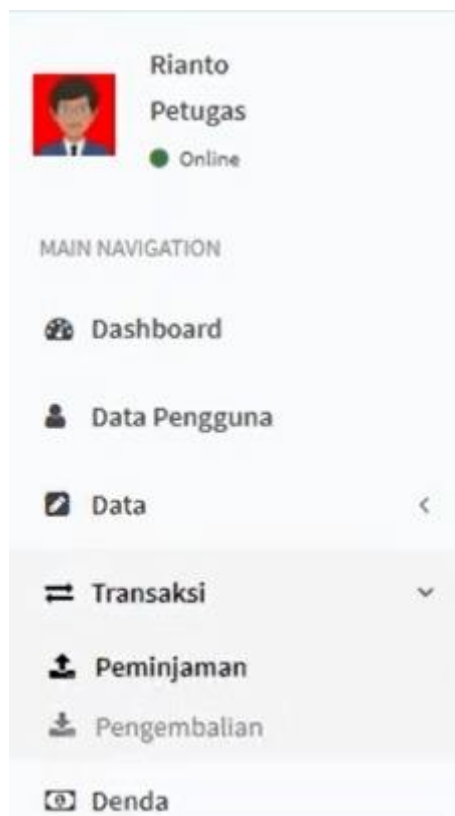 Rianto
Petugas
Online
MAIN NAVIGATION
Dashboard
Data Pengguna
Data
Transaksi
Peminjaman
Pengembalian
Denda